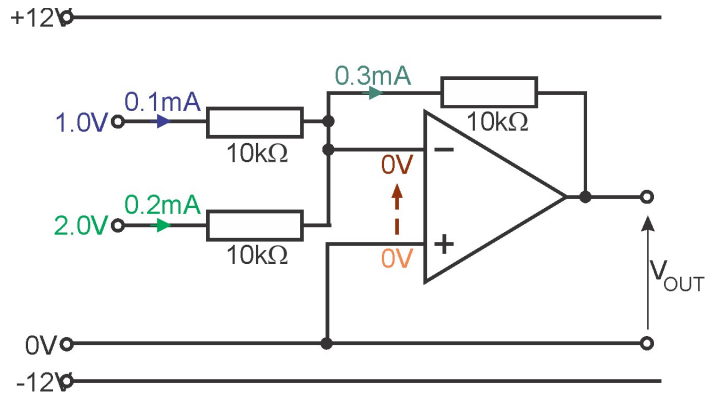 +12V
0.3mA
0.1mA
1.0V
10kΩ
10kΩ
0V
−
0.2mA
2.0V
+
10kΩ
0V
VOUT
0V
-12V